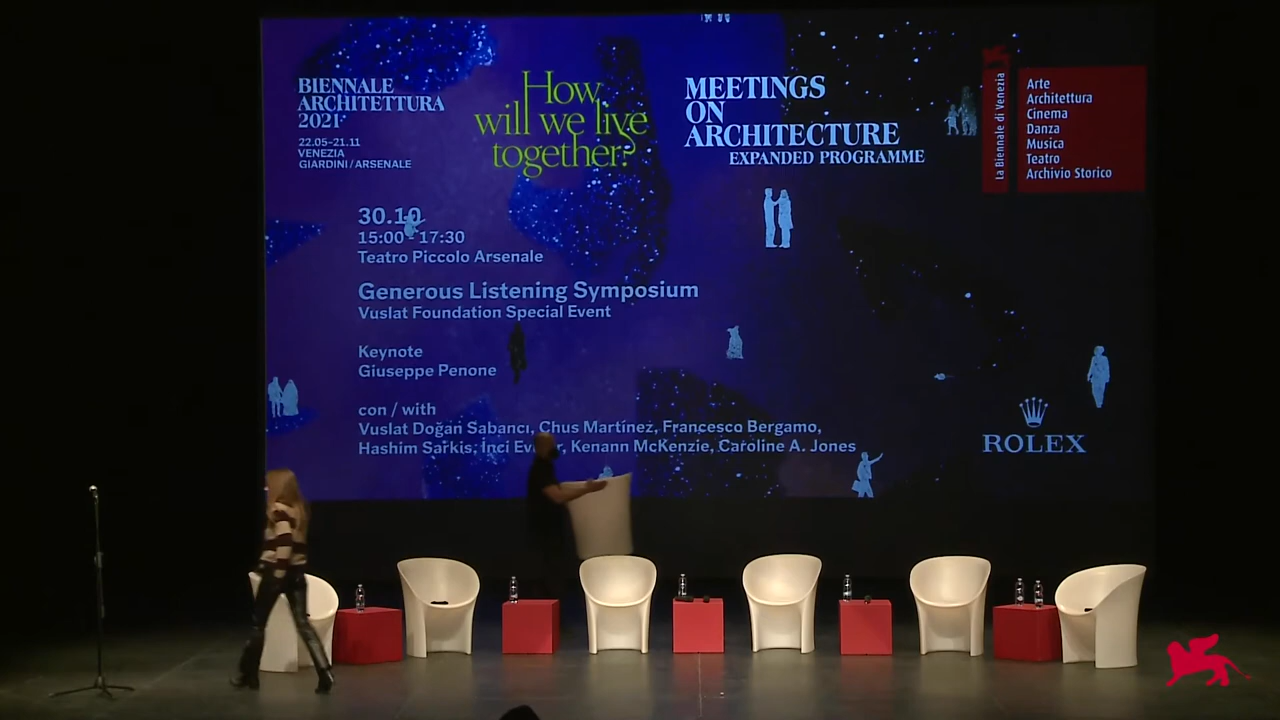 BIENNALE
ARCHITETTURA
2021
22.05-21.11
VENEZIA
GIARDINI / ARSENALE
How
will we live
together?
MEETINGS
ON
ARCHITECTURE
EXPANDED PROGRAMME
La Biennale di Venezia
Arte
Architettura
Cinema
Danza
Musica
Teatro
Archivio Storico
30.10
15:00 - 17:30
Teatro Piccolo Arsenale
Generous Listening Symposium
Vuslat Foundation Special Event
Keynote
Giuseppe Penone
con / with
Vuslat Doğan Sabancı, Chus Martínez, Francesco Bergamo,
Hashim Sarkis, İnci Kenann McKenzie, Caroline A. Jones
ROLEX